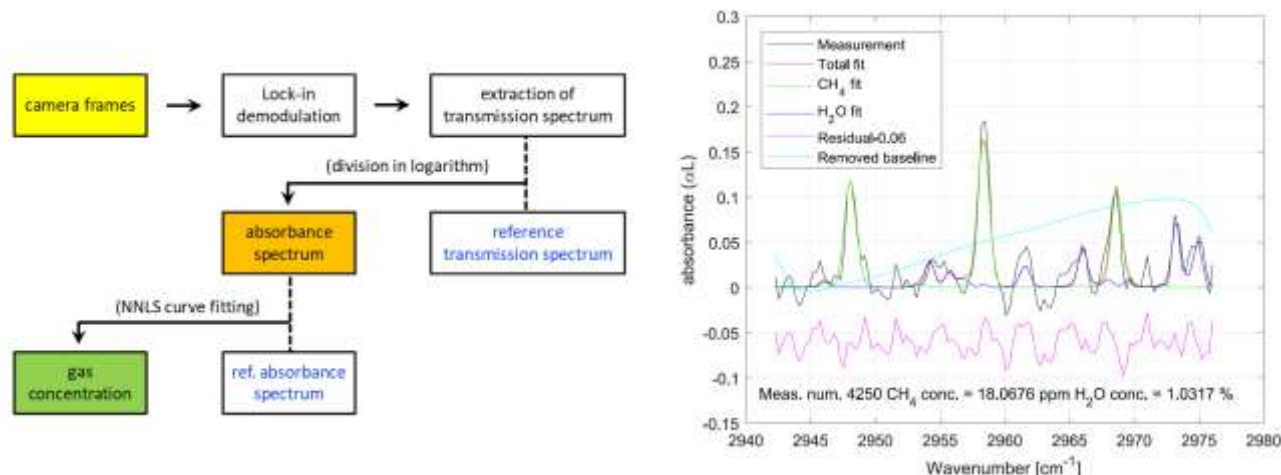 camera frames
Lock-in
demodulation
extraction of
transmission spectrum
(division in logarithm)
absorbance
spectrum
reference
transmission spectrum
(NNLS curve fitting)
gas
concentration
ref. absorbance
spectrum
0.3
0.25
0.2
0.15
0.1
0.05
0
-0.05
-0.1
-0.15
absorbance (αL)
Measurement
Total fit
CH4 fit
H2O fit
Residual-0.06
Removed baseline
Meas. num. 4250 CH4 conc. = 18.0676 ppm H2O conc. = 1.0317 %
2940 2945 2950 2955 2960 2965 2970 2975 2980
Wavenumber [cm-1]